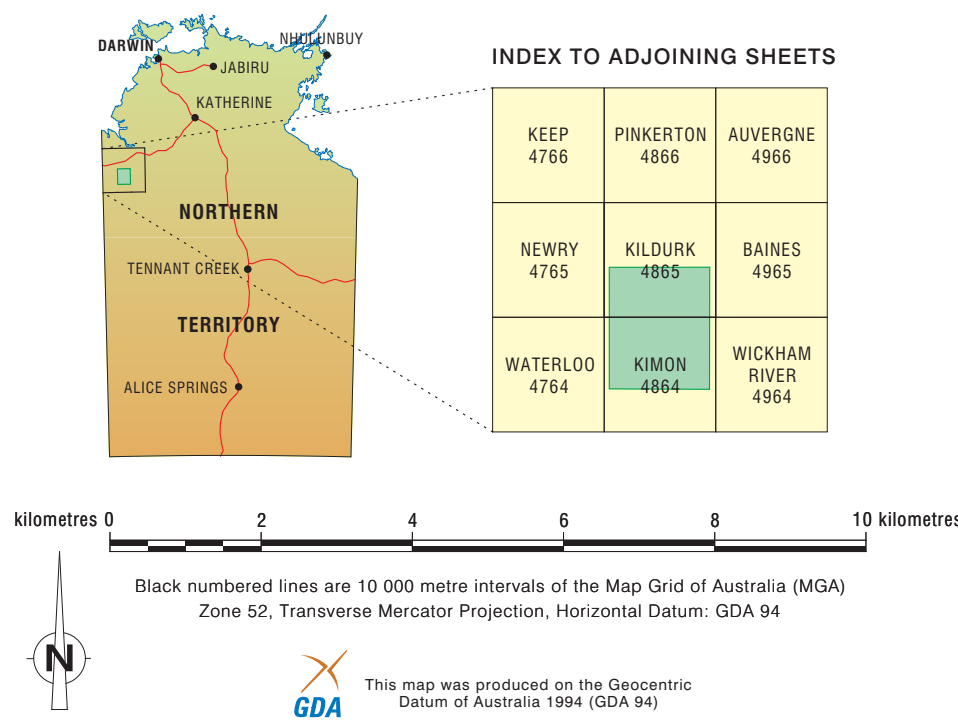 DARWIN
NHULUNBUY
JABIRU
KATHERINE
NORTHERN
TENNANT CREEK
TERRITORY
ALICE SPRINGS
INDEX TO ADJOINING SHEETS
KEEP
4766
PINKERTON
4866
AUVERGNE
4966
NEWRY
4765
KILDURK
4865
BAINES
4965
WATERLOO
4764
KIMON
4864
WICKHAM
RIVER
4964
kilometres 0 2 4 6 8 10 kilometres
Black numbered lines are 10 000 metre intervals of the Map Grid of Australia (MGA)
Zone 52, Transverse Mercator Projection, Horizontal Datum: GDA 94
N
GDA
This map was produced on the Geocentric
Datum of Australia 1994 (GDA 94)